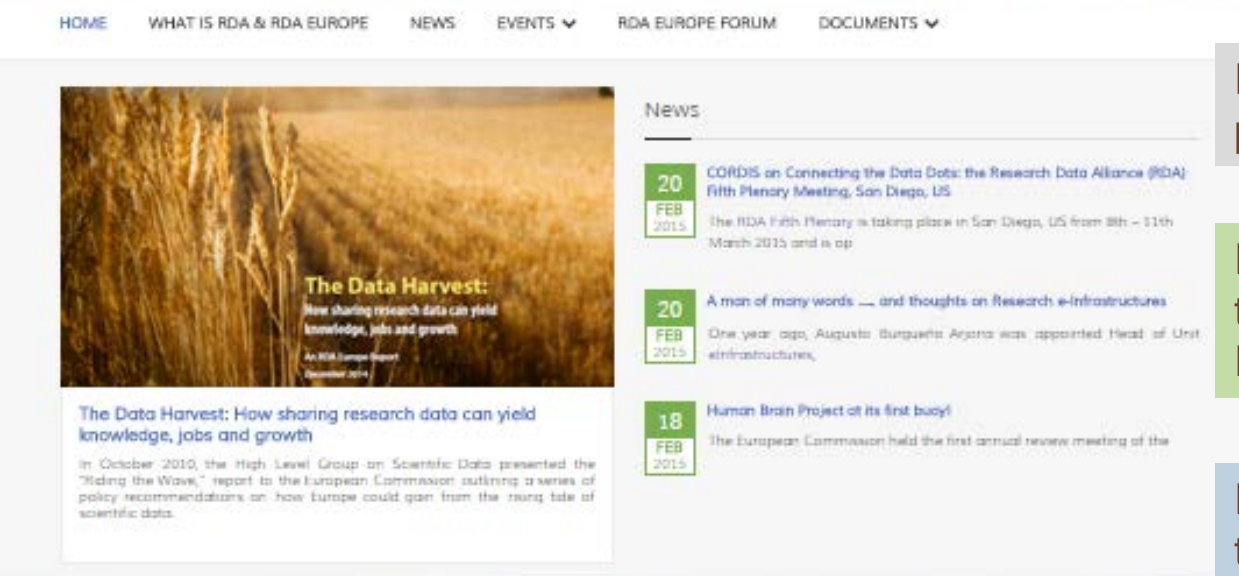 HOME WHAT IS RDA & RDA EUROPE NEWS EVENTS RDA EUROPE FORUM DOCUMENTS
The Data Harvest:
How sharing research data can yield
knowledge, jobs and growth
An RDA Europe Report
December 2014
The Data Harvest: How sharing research data can yield
knowledge, jobs and growth
In October 2010, the High Level Group on Scientific Data presented the
"Riding the Wave," report to the European Commission outlining a series of
policy recommendations on how Europe could gain from the rising tide of
scientific data.
News
20
FEB
2015
CORDIS on Connecting the Data Dots: the Research Data Alliance (RDA)
Fifth Plenary Meeting, San Diego, US
The RDA Fifth Plenary is taking place in San Diego, US from 8th – 11th
March 2015 and is op
20
FEB
2015
A man of many words ... and thoughts on Research e-Infrastructures
One year ago, Augusto Burgueño Arjona was appointed Head of Unit
eInfrastructures,
18
FEB
2015
Human Brain Project at its first buoy!
The European Commission held the first annual review meeting of the